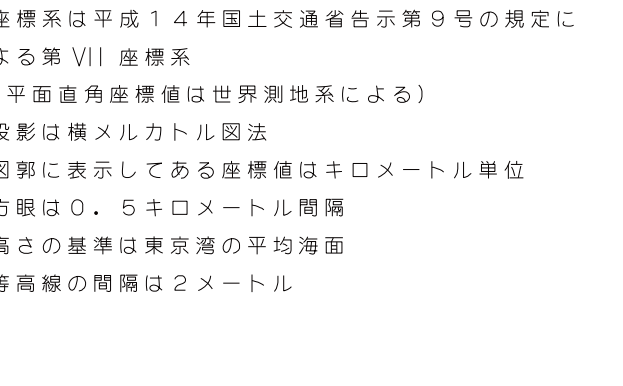 座標系は平成１４年国土交通省告示第９号の規定に
よる第 VII 座標系
平面直角座標値は世界測地系による）
投影は横メルカトル図法
図郭に表示してある座標値はキロメートル単位
方眼は０．５キロメートル間隔
高さの基準は東京湾の平均海面
等高線の間隔は２メートル